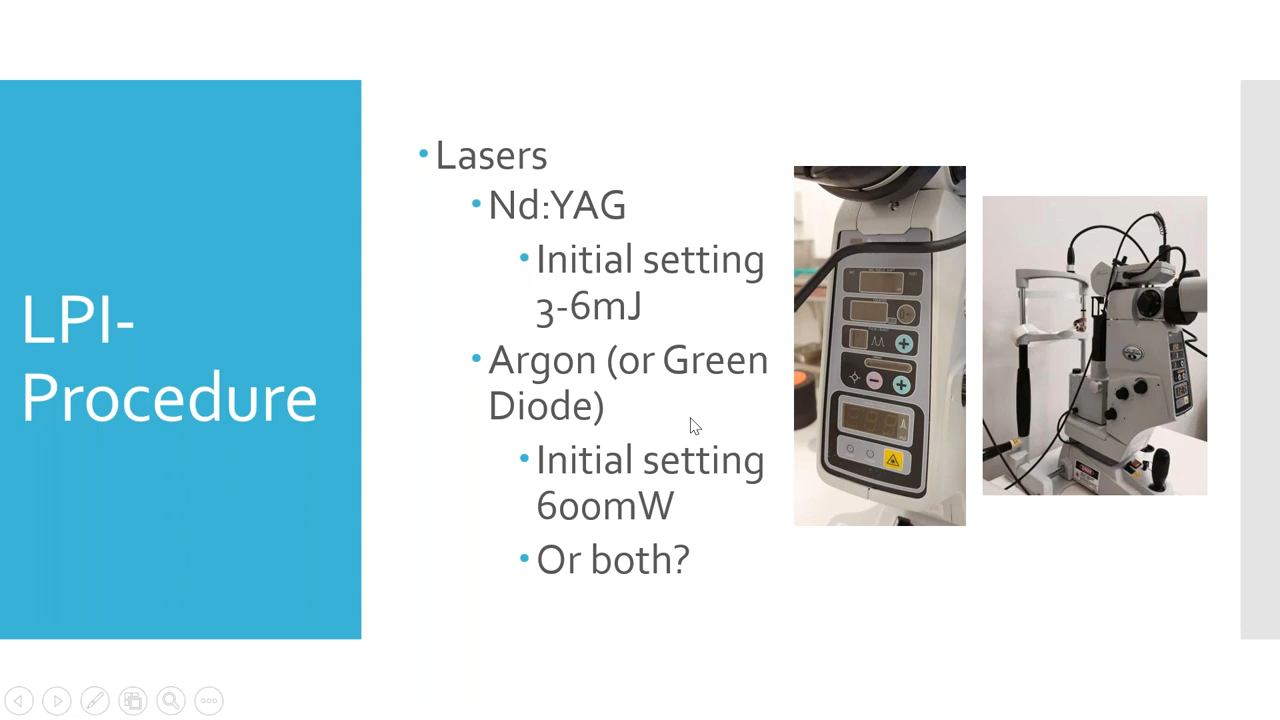 LPI-
Procedure
Lasers
Nd:YAG
Initial setting
3-6mJ
Argon (or Green
Diode)
Initial setting
600mW
Or both?